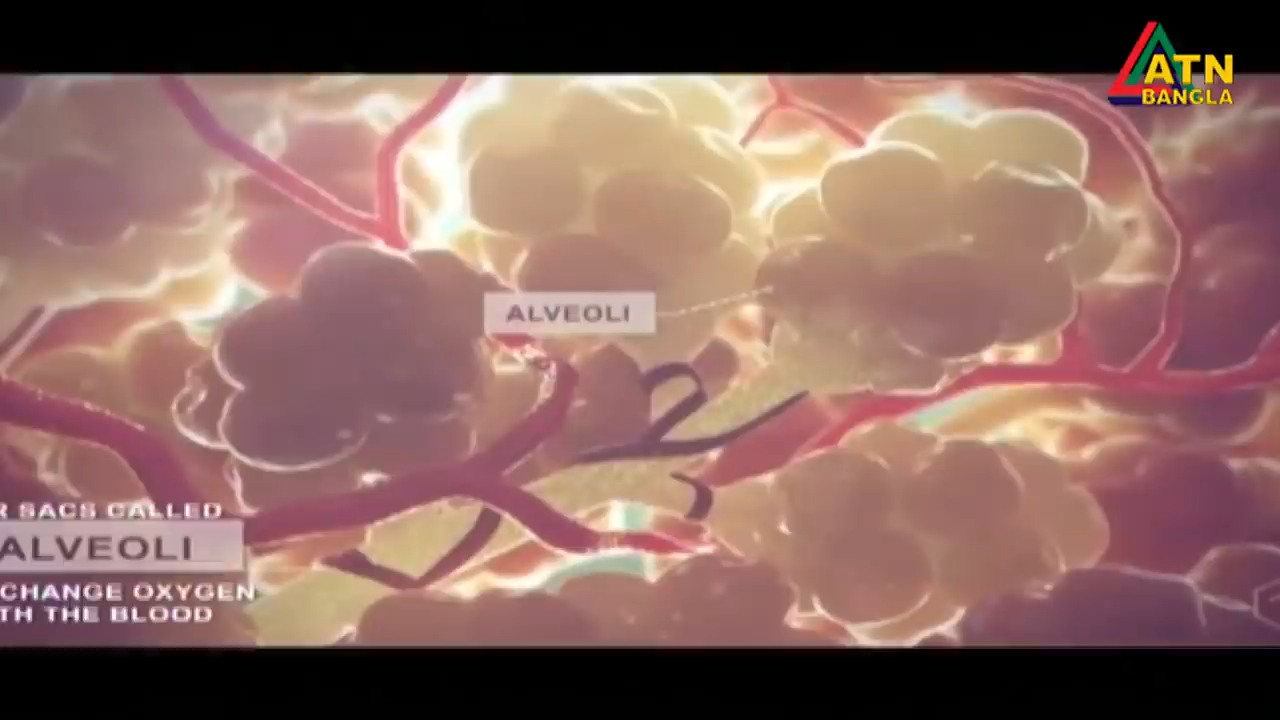 ATN
BANGLA
ALVEOLI
R SACS CALLED
ALVEOLI
CHANGE OXYGEN
TH THE BLOOD